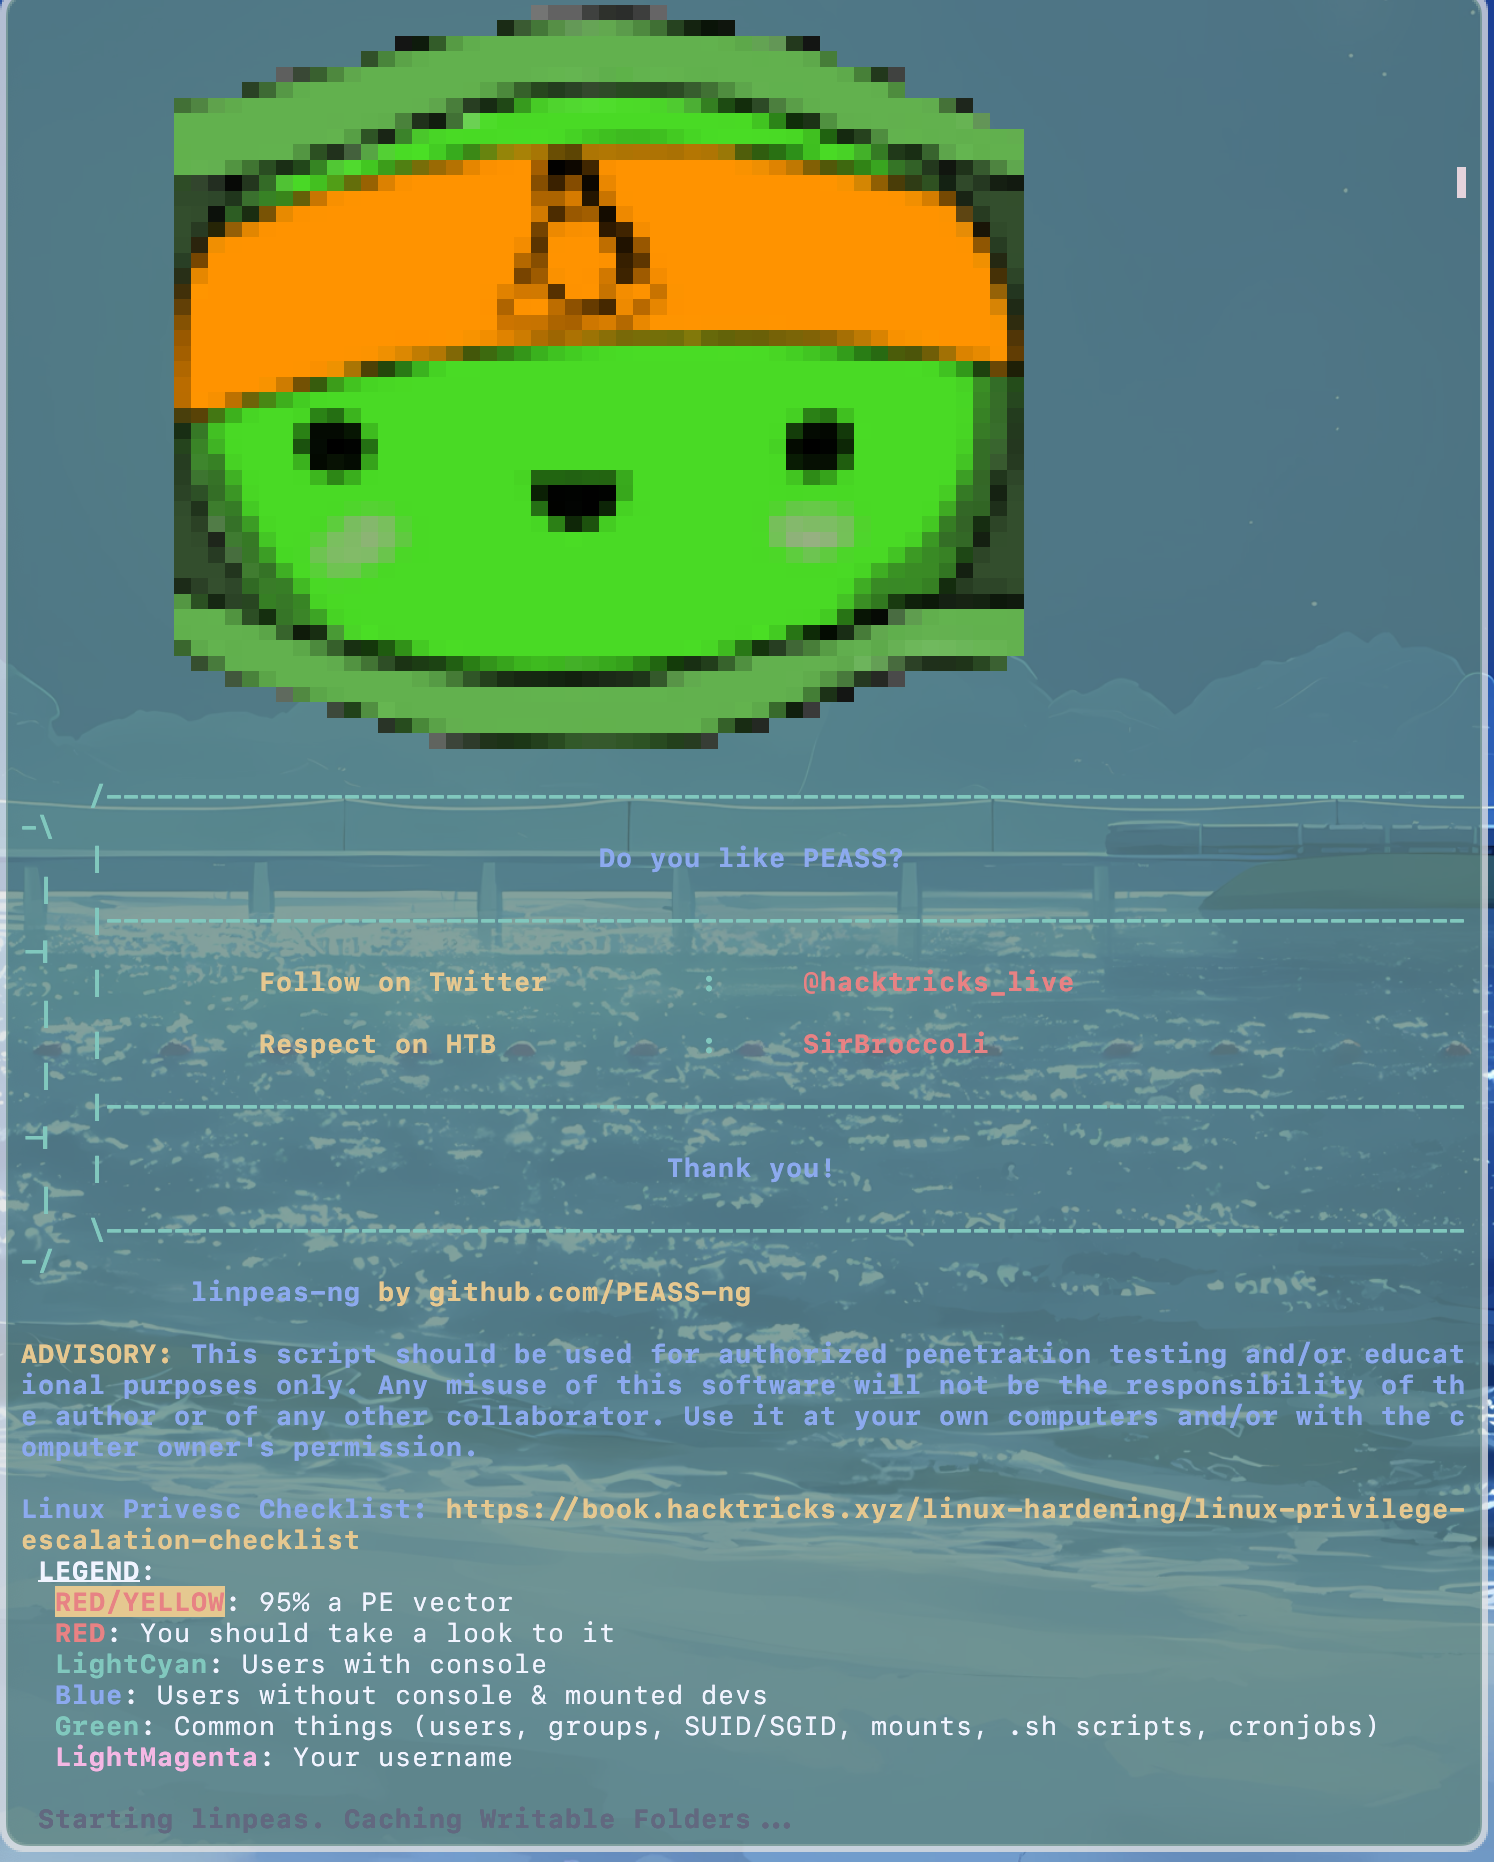 /--------------------------------------------------------------------------------
-\
| Do you like PEASS?
|
|--------------------------------------------------------------------------------
-|
| Follow on Twitter : @hacktricks_live
|
| Respect on HTB : SirBroccoli
|
|--------------------------------------------------------------------------------
-|
| Thank you!
|
\--------------------------------------------------------------------------------
-/
linpeas-ng by github.com/PEASS-ng
ADVISORY: This script should be used for authorized penetration testing and/or educat
ional purposes only. Any misuse of this software will not be the responsibility of th
e author or of any other collaborator. Use it at your own computers and/or with the c
omputer owner's permission.
Linux Privesc Checklist: https://book.hacktricks.xyz/linux-hardening/linux-privilege-
escalation-checklist
LEGEND:
RED/YELLOW: 95% a PE vector
RED: You should take a look to it
LightCyan: Users with console
Blue: Users without console & mounted devs
Green: Common things (users, groups, SUID/SGID, mounts, .sh scripts, cronjobs)
LightMagenta: Your username
Starting linpeas. Caching Writable Folders...